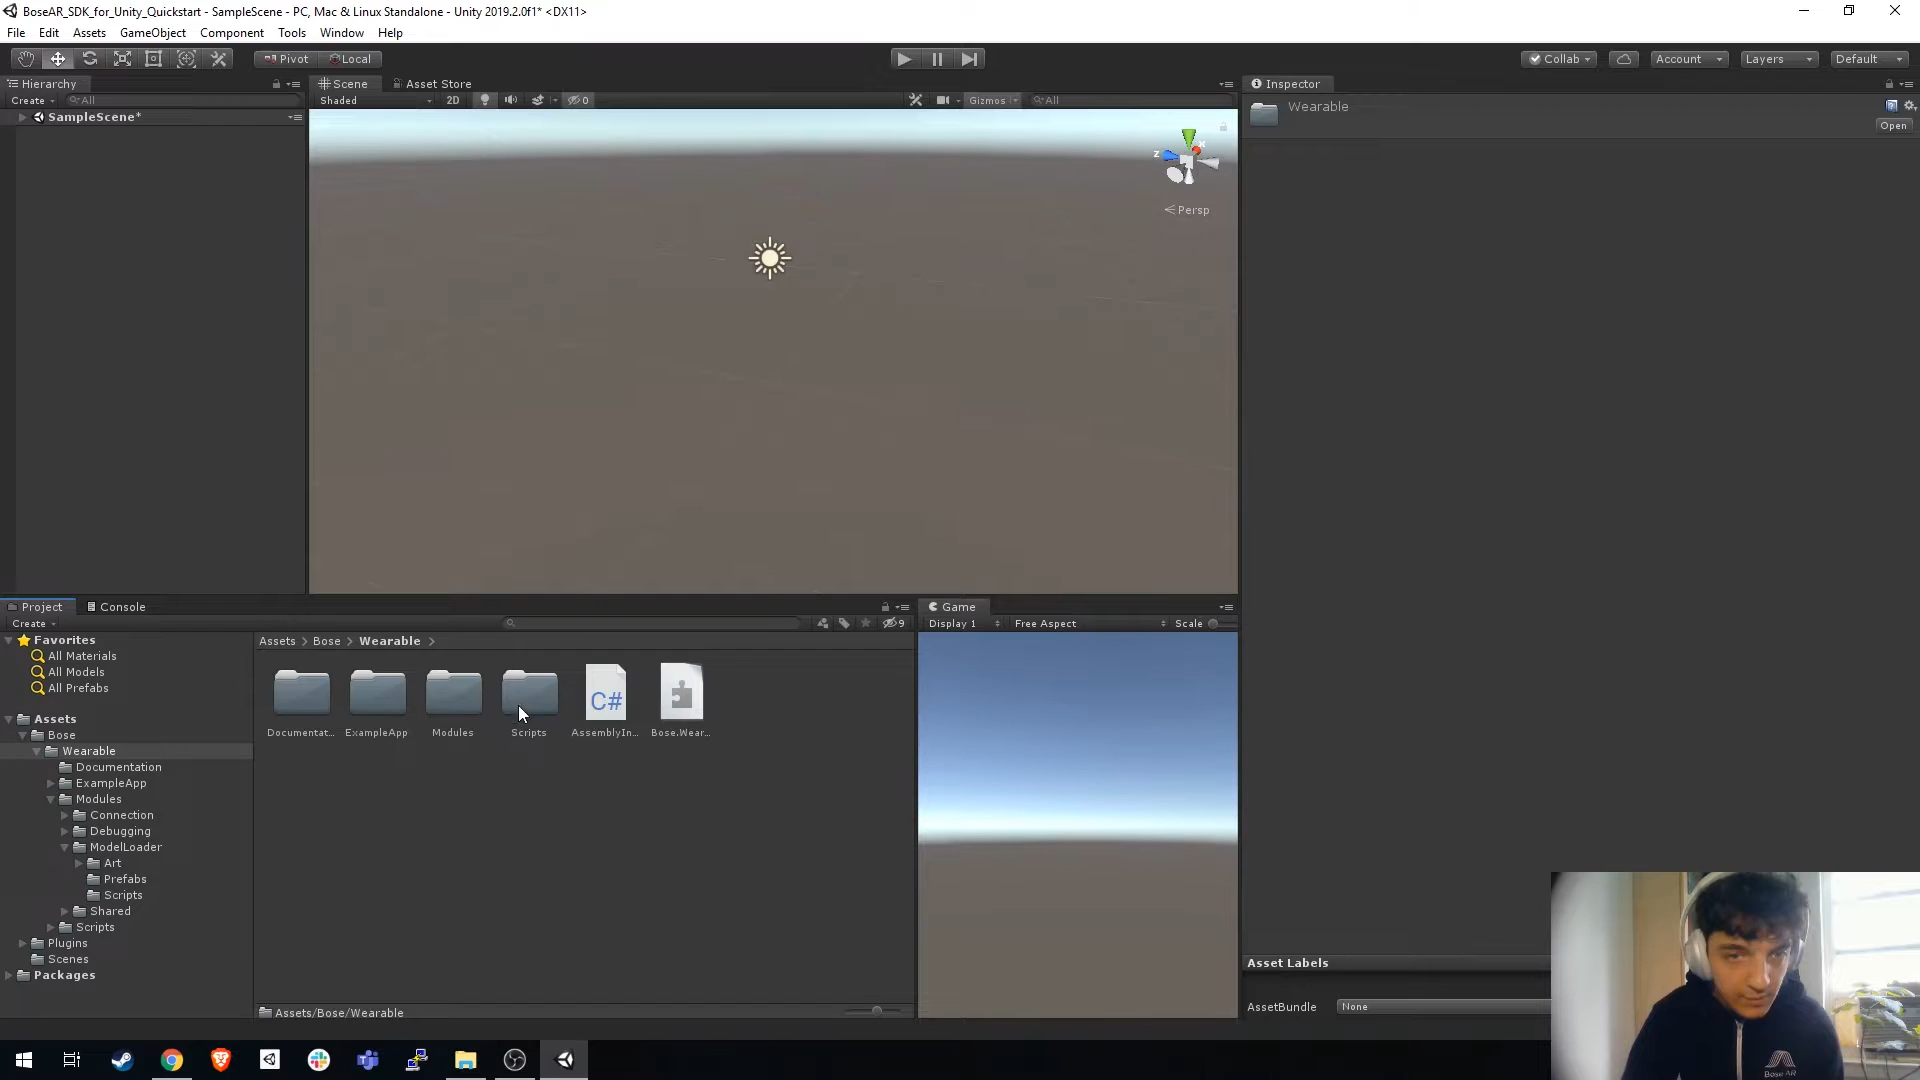 BoseAR_SDK_for_Unity_Quickstart - SampleScene - PC, Mac & Linux Standalone - Unity 2019.2.0f1* <DX11>
File Edit Assets GameObject Component Tools Window Help
Pivot Local Collab Account Layers Default
Hierarchy Scene Asset Store Inspector
Create All Shaded 2D 0 Gizmos All Wearable
Open
SampleScene*
x
z
Persp
Project Console Game
Create 9 Display 1 Free Aspect Scale
Favorites
Assets > Bose > Wearable >
All Materials
All Models
All Prefabs
Assets
C#
Documentat... ExampleApp Modules Scripts AssemblyIn... Bose.Wear...
Bose
Wearable
Documentation
ExampleApp
Modules
Connection
Debugging
ModelLoader
Art
Prefabs
Scripts
Shared
Scripts
Plugins
Scenes
Packages
Assets/Bose/Wearable
Asset Labels
AssetBundle None
Bose AR